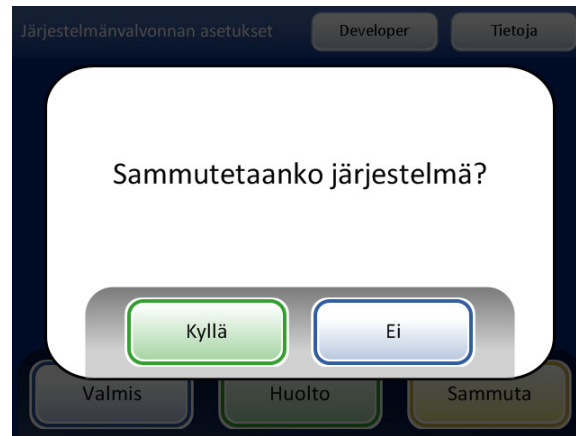 Järjestelmänvalvonnan asetukset Developer Tietoja
Sammutetaanko järjestelmä?
Kyllä Ei
Valmis Huolto Sammuta